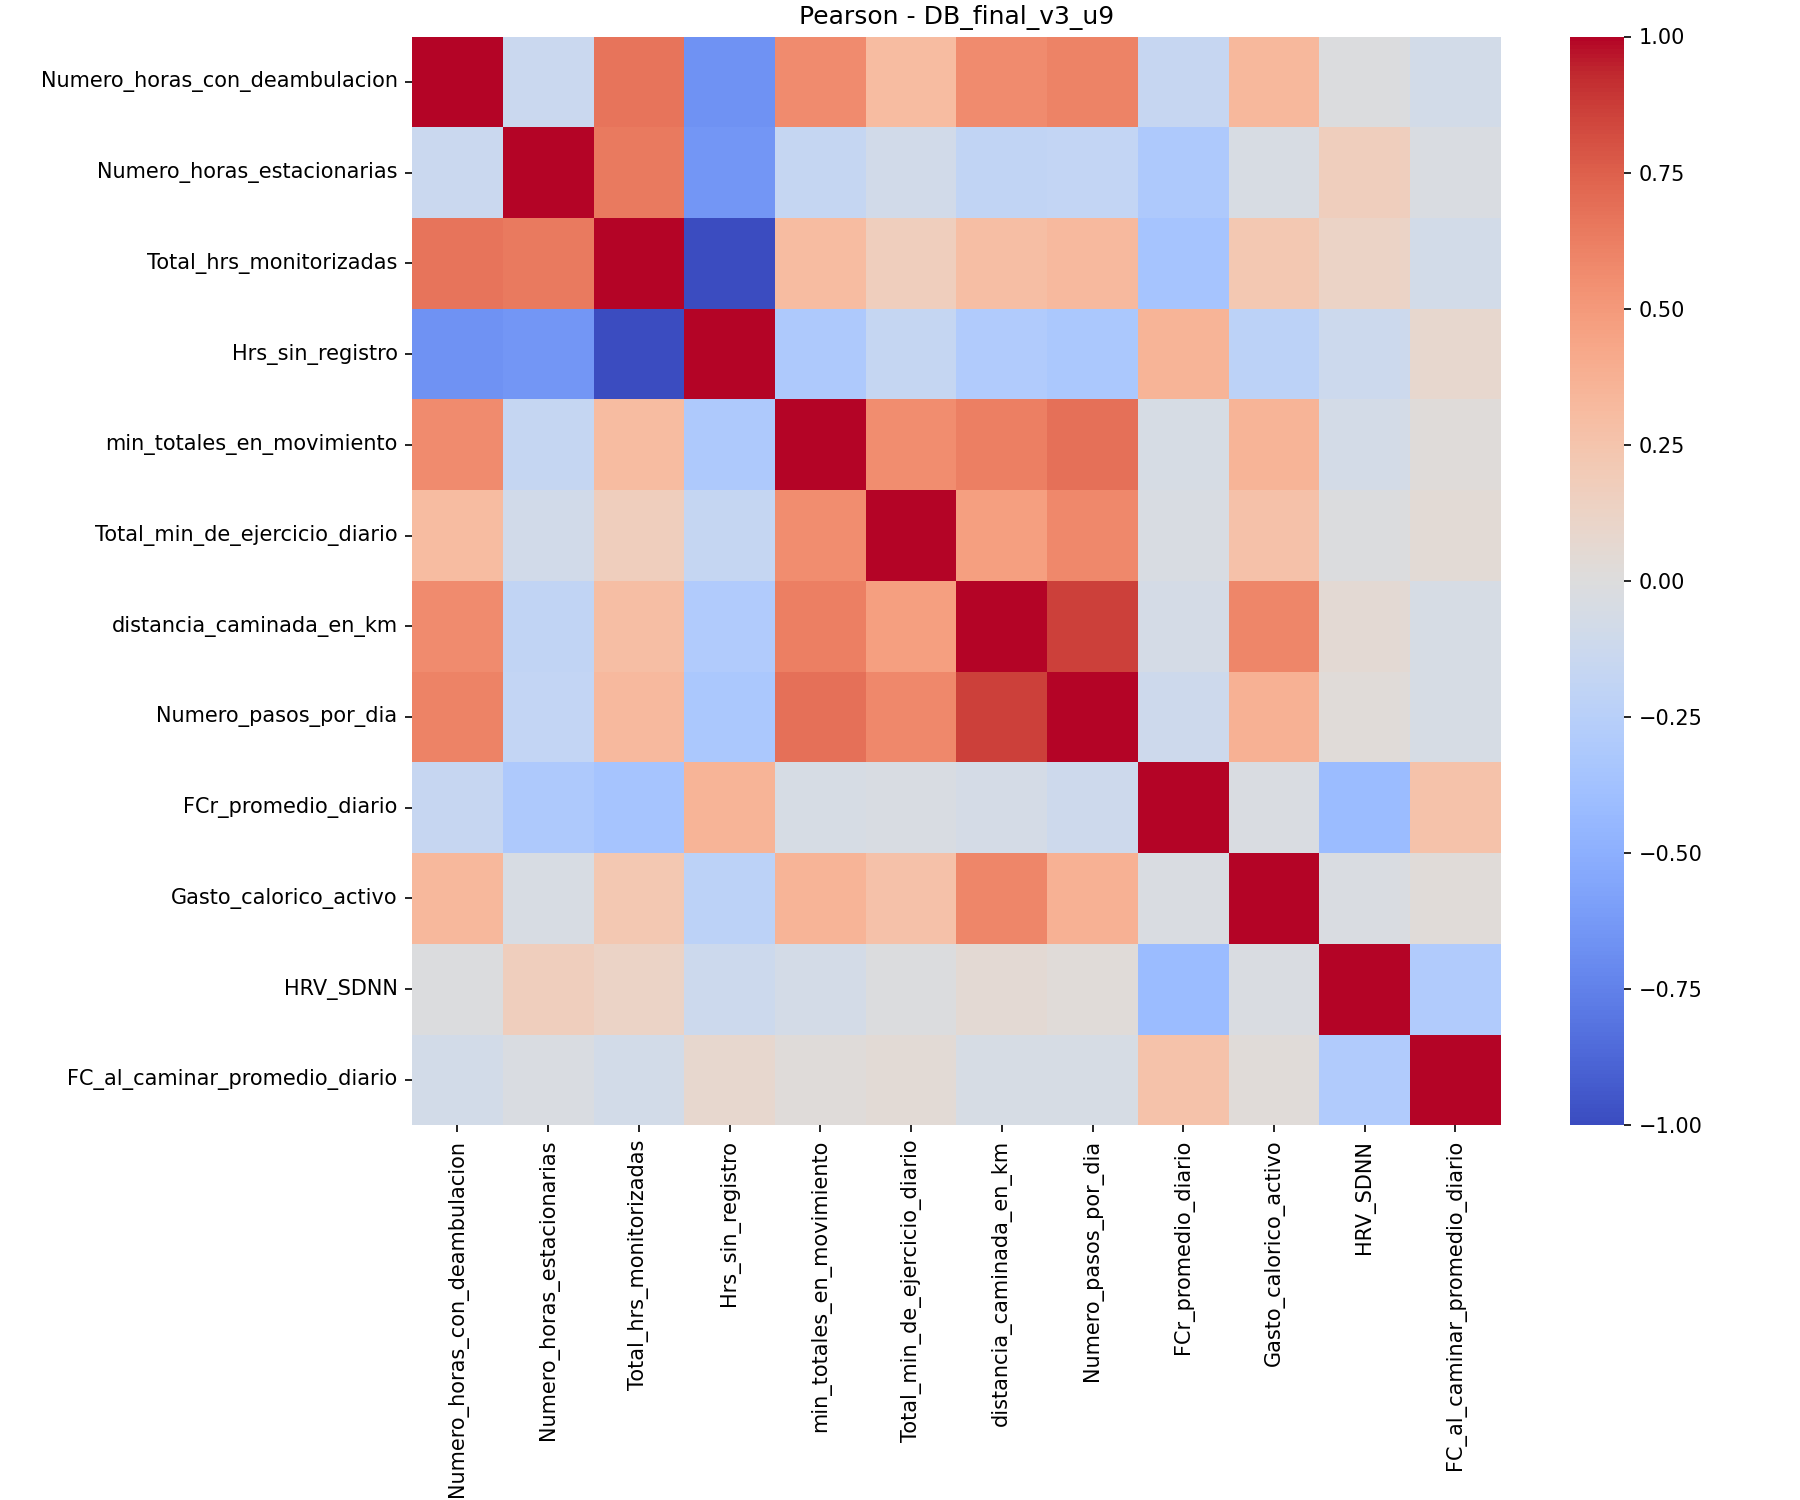 Pearson - DB_final_v3_u9
Numero_horas_con_deambulacion
Numero_horas_estacionarias
Total_hrs_monitorizadas
Hrs_sin_registro
min_totales_en_movimiento
Total_min_de_ejercicio_diario
distancia_caminada_en_km
Numero_pasos_por_dia
FCr_promedio_diario
Gasto_calorico_activo
HRV_SDNN
FC_al_caminar_promedio_diario
Numero_horas_con_deambulacion
Numero_horas_estacionarias
Total_hrs_monitorizadas
Hrs_sin_registro
min_totales_en_movimiento
Total_min_de_ejercicio_diario
distancia_caminada_en_km
Numero_pasos_por_dia
FCr_promedio_diario
Gasto_calorico_activo
HRV_SDNN
FC_al_caminar_promedio_diario
1.00
0.75
0.50
0.25
0.00
−0.25
−0.50
−0.75
−1.00